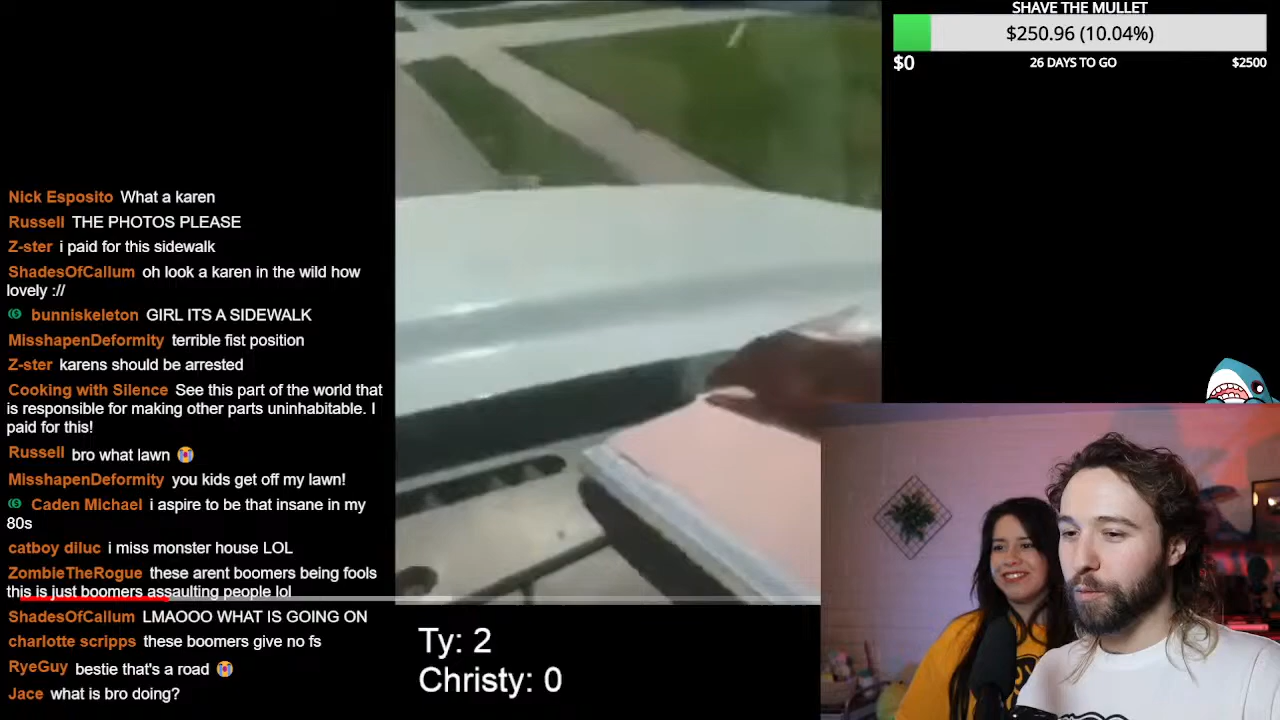 SHAVE THE MULLET
$250.96 (10.04%)
$0 26 DAYS TO GO $2500
Nick Esposito What a karen
Russell THE PHOTOS PLEASE
Z-ster i paid for this sidewalk
ShadesOfCallum oh look a karen in the wild how
lovely ://
bunniskeleton GIRL ITS A SIDEWALK
MisshapenDeformity terrible fist position
Z-ster karens should be arrested
Cooking with Silence See this part of the world that
is responsible for making other parts uninhabitable. I
paid for this!
Russell bro what lawn 😭
MisshapenDeformity you kids get off my lawn!
Caden Michael i aspire to be that insane in my
80s
catboy diluc i miss monster house LOL
ZombieTheRogue these arent boomers being fools
this is just boomers assaulting people lol
ShadesOfCallum LMAOOO WHAT IS GOING ON
charlotte scripps these boomers give no fs
RyeGuy bestie that's a road 😭
Jace what is bro doing?
Ty: 2
Christy: 0